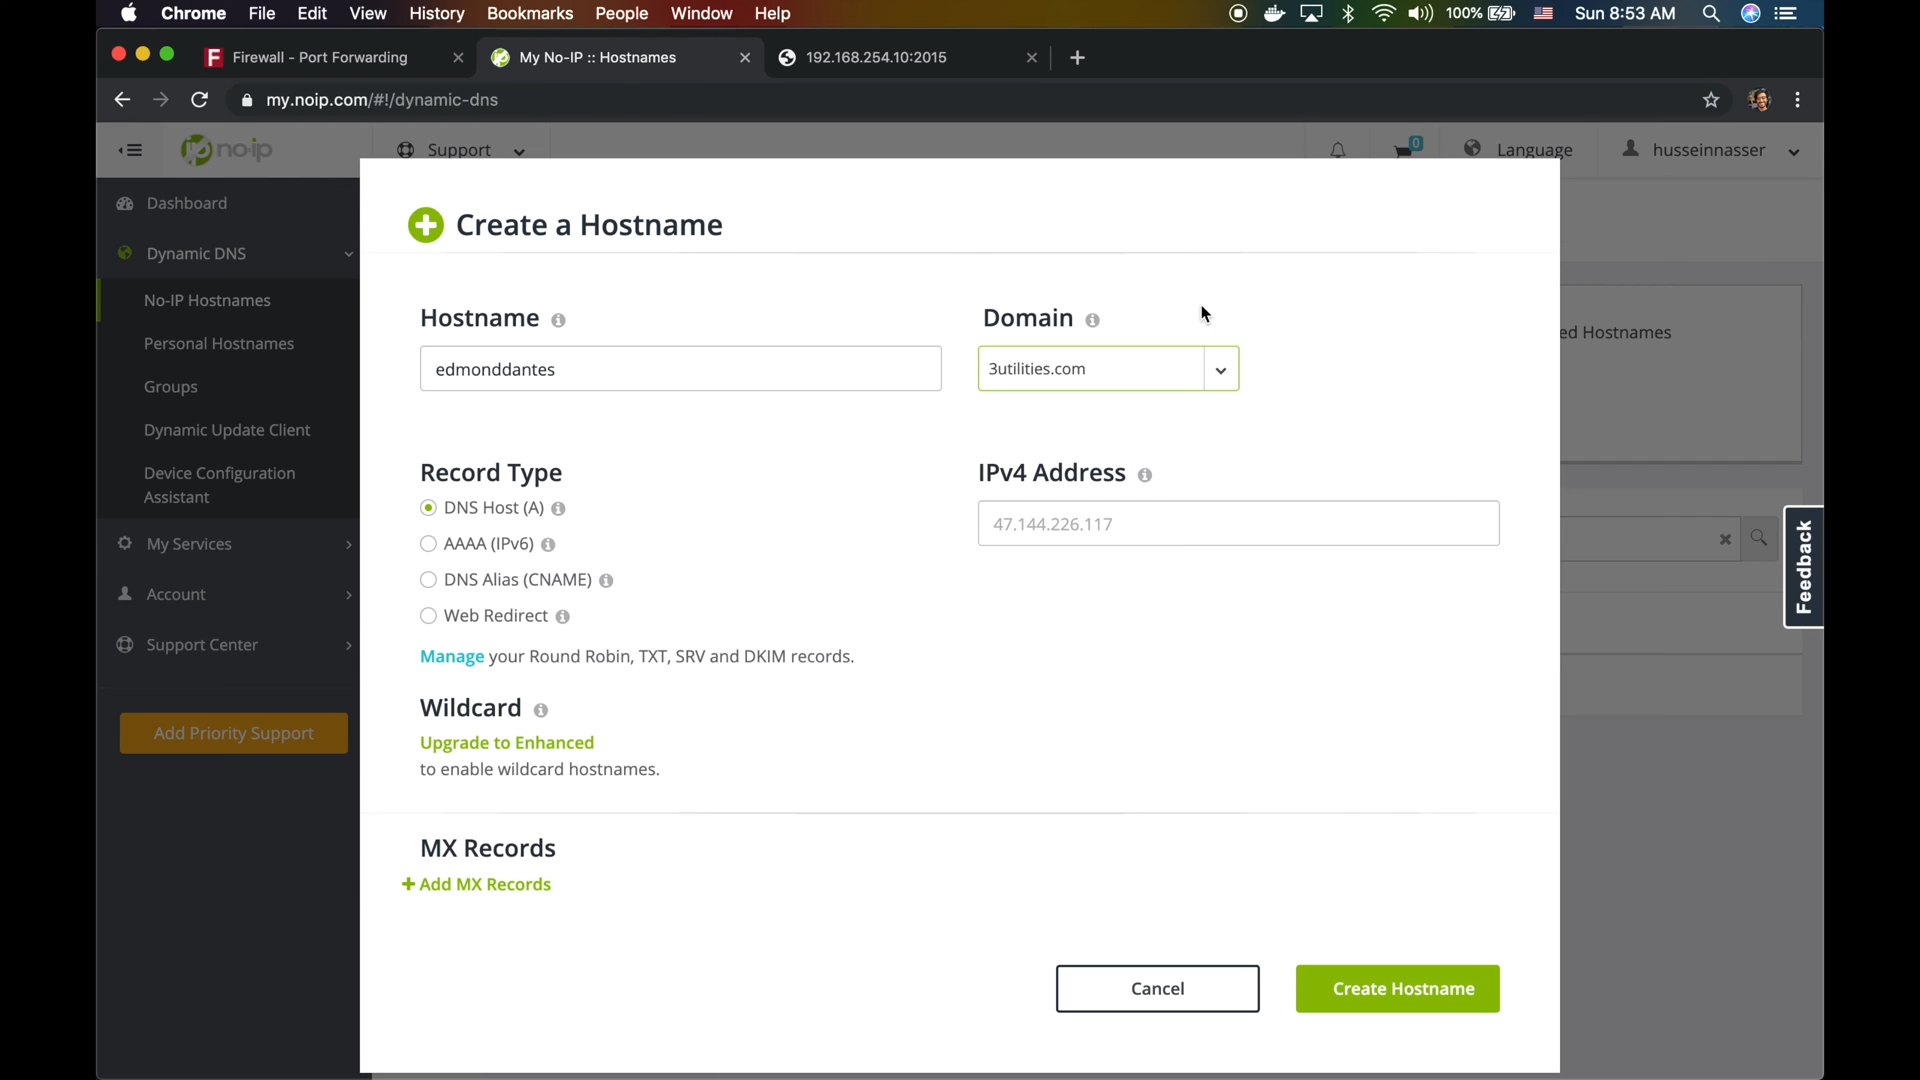 Chrome File Edit View History Bookmarks People Window Help 100% Sun 8:53 AM
Firewall - Port Forwarding My No-IP :: Hostnames 192.168.254.10:2015
my.noip.com/#!/dynamic-dns
no-ip Support 0 Language husseinnasser
Dashboard
Dynamic DNS
No-IP Hostnames
Personal Hostnames
Groups
Dynamic Update Client
Device Configuration
Assistant
My Services
Account
Support Center
Add Priority Support
Create a Hostname
Hostname
edmonddantes
Domain
3utilities.com
Record Type
DNS Host (A)
AAAA (IPv6)
DNS Alias (CNAME)
Web Redirect
Manage your Round Robin, TXT, SRV and DKIM records.
IPv4 Address
47.144.226.117
Wildcard
Upgrade to Enhanced
to enable wildcard hostnames.
MX Records
+ Add MX Records
Cancel
Create Hostname
ed Hostnames
Feedback